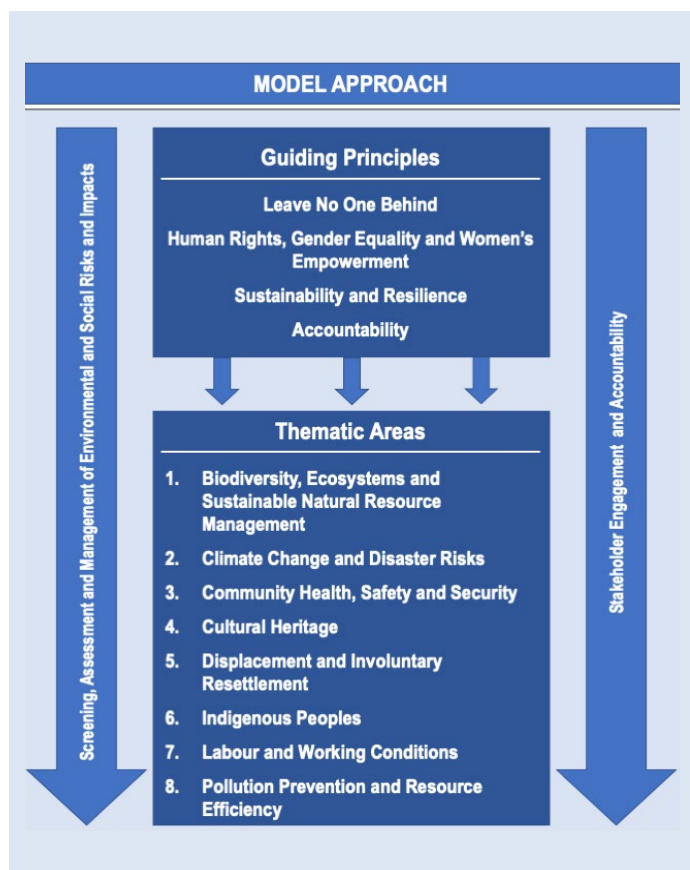 MODEL APPROACH
Screening, Assessment and Management of Environmental and Social Risks and Impacts
Guiding Principles
Leave No One Behind
Human Rights, Gender Equality and Women's
Empowerment
Sustainability and Resilience
Accountability
Thematic Areas
1. Biodiversity, Ecosystems and
Sustainable Natural Resource
Management
2. Climate Change and Disaster Risks
3. Community Health, Safety and Security
4. Cultural Heritage
5. Displacement and Involuntary
Resettlement
6. Indigenous Peoples
7. Labour and Working Conditions
8. Pollution Prevention and Resource
Efficiency
Stakeholder Engagement and Accountability